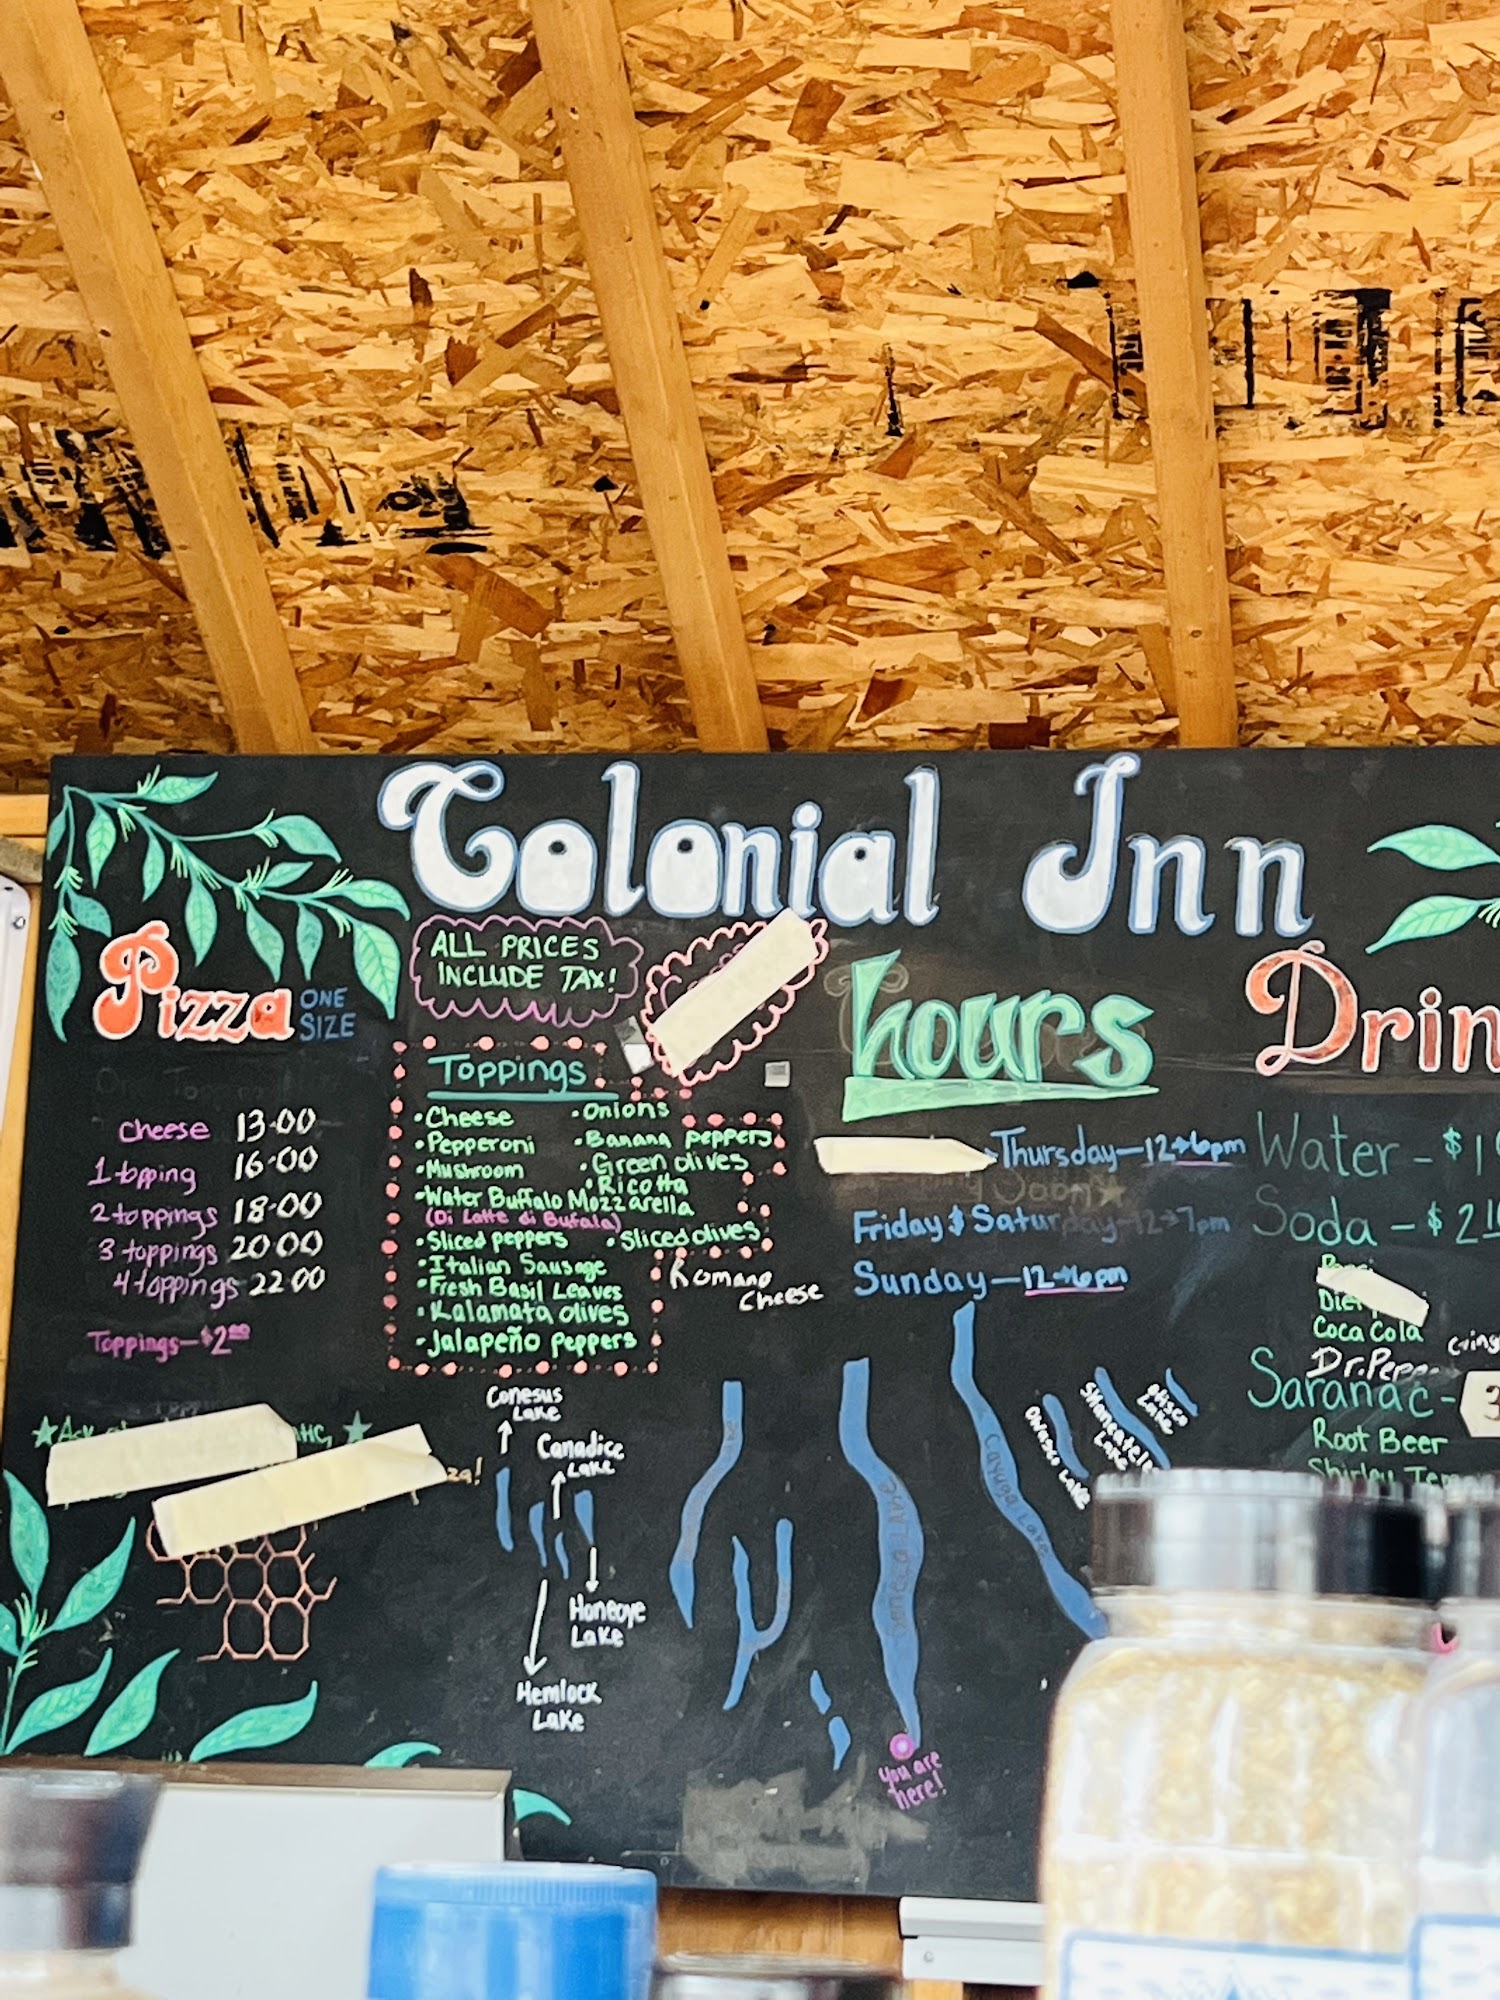 Colonial Inn
Pizza ONE
SIZE
cheese 13.00
1 topping 16.00
2 toppings 18.00
3 toppings 20.00
4 toppings 22.00
Toppings—$2.00
ALL PRICES
INCLUDE TAX!
Toppings
• Cheese
• Pepperoni
• Mushroom
• Water Buffalo Mozzarella
(Di Latte di Bufala)
• Sliced peppers
• Italian Sausage
• Fresh Basil Leaves
• Kalamata olives
• Jalapeño peppers
• Onions
• Banana peppers
• Green olives
• Ricotta
• Sliced olives
Romano
Cheese
hours
Thursday—12→6pm
Friday & Saturday—12→7pm
Sunday—12→6pm
Drin
Water - $1
Soda - $2
Coca Cola
Dr. Pepp
Saranac - 3
Root Beer
Shirley Tem
Conesus
Lake
Canadice
Lake
Honeoye
Lake
Hemlock
Lake
Seneca Lake
Cayuga Lake
Owasco Lake
Skaneateles
Lake
Otisco
Lake
You are
here!